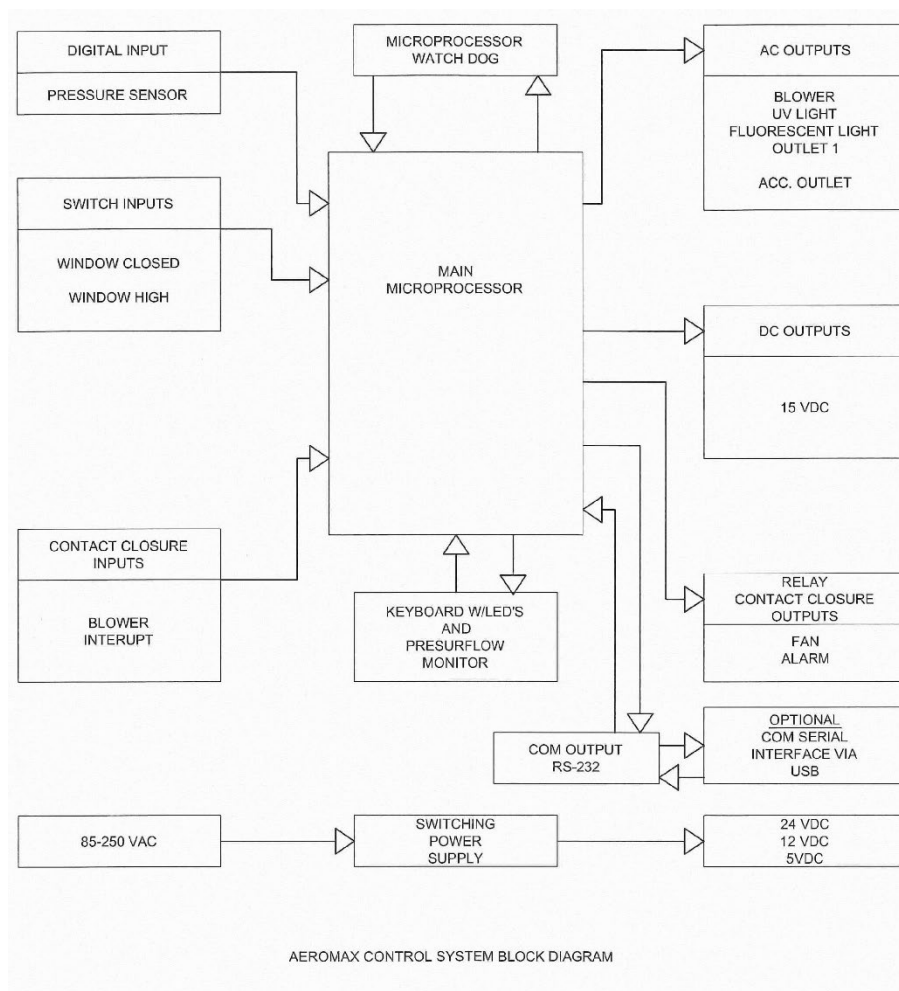 DIGITAL INPUT
PRESSURE SENSOR
MICROPROCESSOR
WATCH DOG
AC OUTPUTS
BLOWER
UV LIGHT
FLUORESCENT LIGHT
OUTLET 1
ACC. OUTLET
SWITCH INPUTS
WINDOW CLOSED
WINDOW HIGH
MAIN
MICROPROCESSOR
DC OUTPUTS
15 VDC
CONTACT CLOSURE
INPUTS
BLOWER
INTERUPT
KEYBOARD W/LED'S
AND
PRESURFLOW
MONITOR
RELAY
CONTACT CLOSURE
OUTPUTS
FAN
ALARM
COM OUTPUT
RS-232
OPTIONAL
COM SERIAL
INTERFACE VIA
USB
85-250 VAC
SWITCHING
POWER
SUPPLY
24 VDC
12 VDC
5VDC
AEROMAX CONTROL SYSTEM BLOCK DIAGRAM